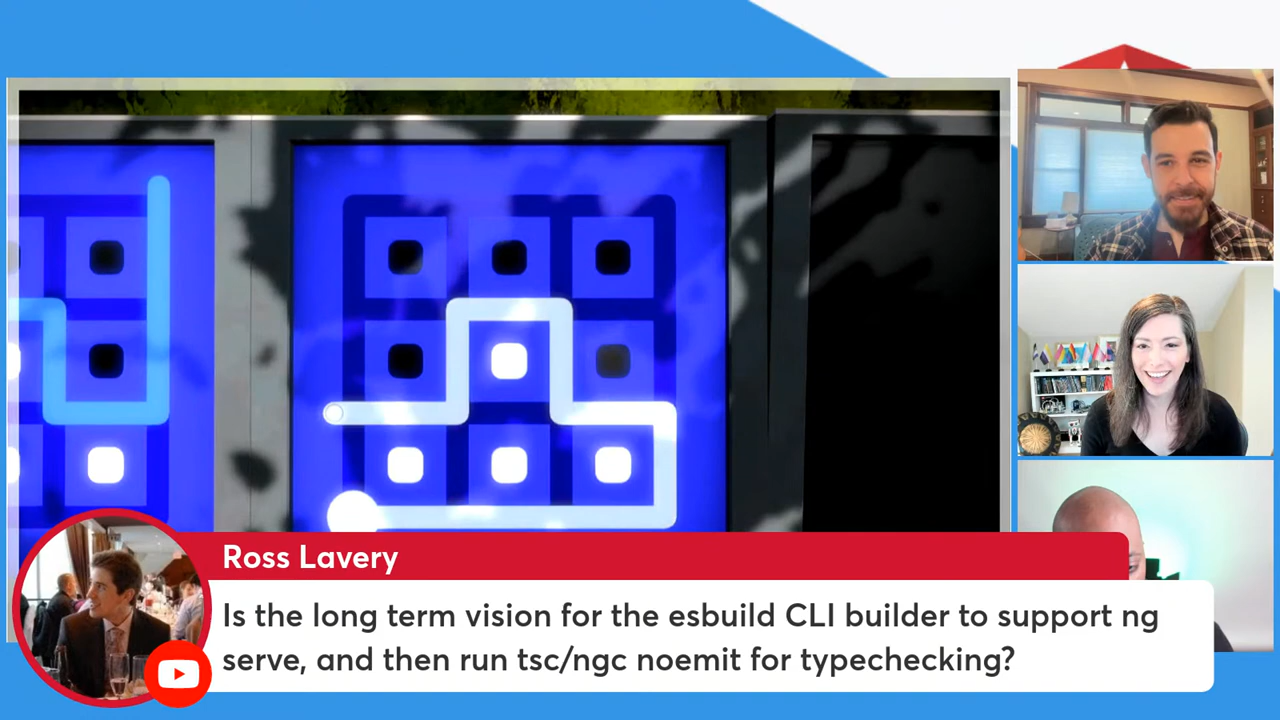 Ross Lavery
Is the long term vision for the esbuild CLI builder to support ng
serve, and then run tsc/ngc noemit for typechecking?